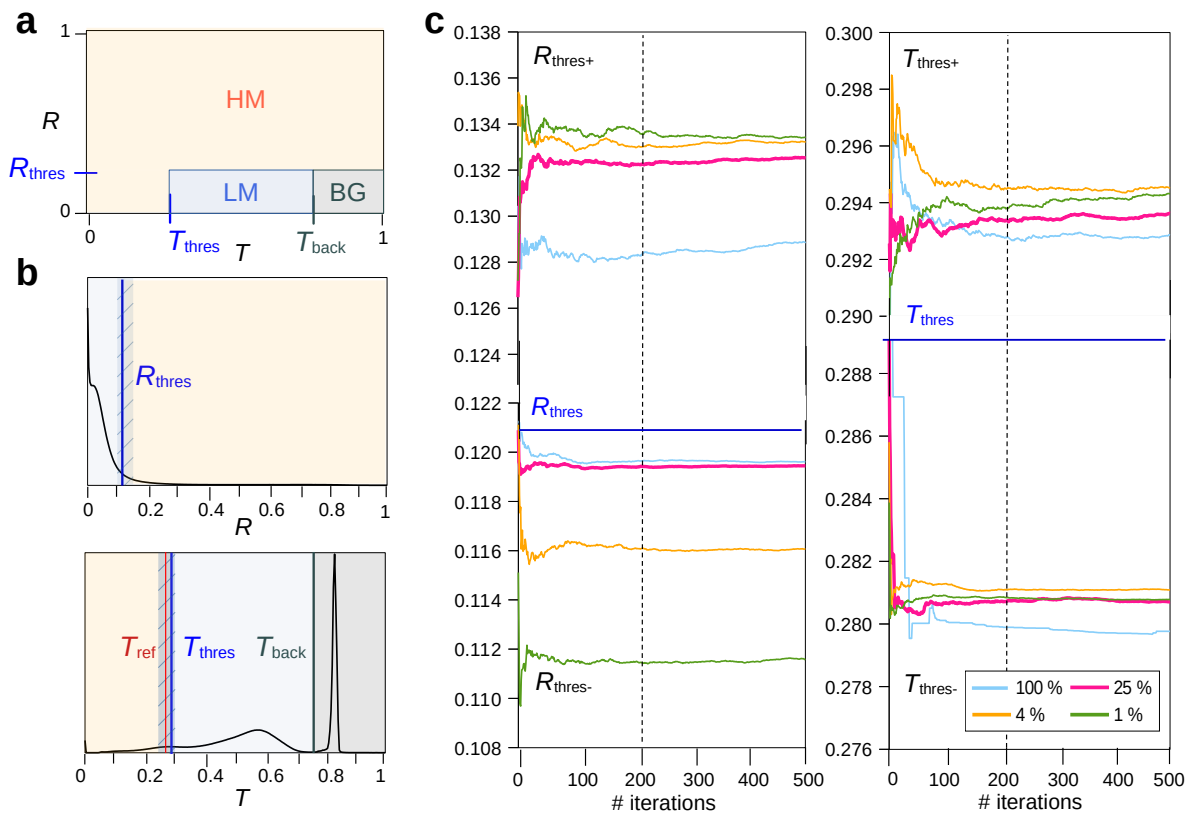 a
1
HM
R
Rthres
LM
BG
0
0
Tthres
T
Tback
1
b
Rthres
0
0.2
0.4
0.6
0.8
1
R
Tref
Tthres
Tback
0
0.2
0.4
0.6
0.8
1
T
c
0.138
0.136
0.134
0.132
0.130
0.128
0.126
0.124
0.122
0.120
0.118
0.116
0.114
0.112
0.110
0.108
Rthres+
Rthres
Rthres-
0
100
200
300
400
500
# iterations
0.300
0.298
0.296
0.294
0.292
0.290
0.288
0.286
0.284
0.282
0.280
0.278
0.276
Tthres+
Tthres
Tthres-
100 %
25 %
4 %
1 %
0
100
200
300
400
500
# iterations